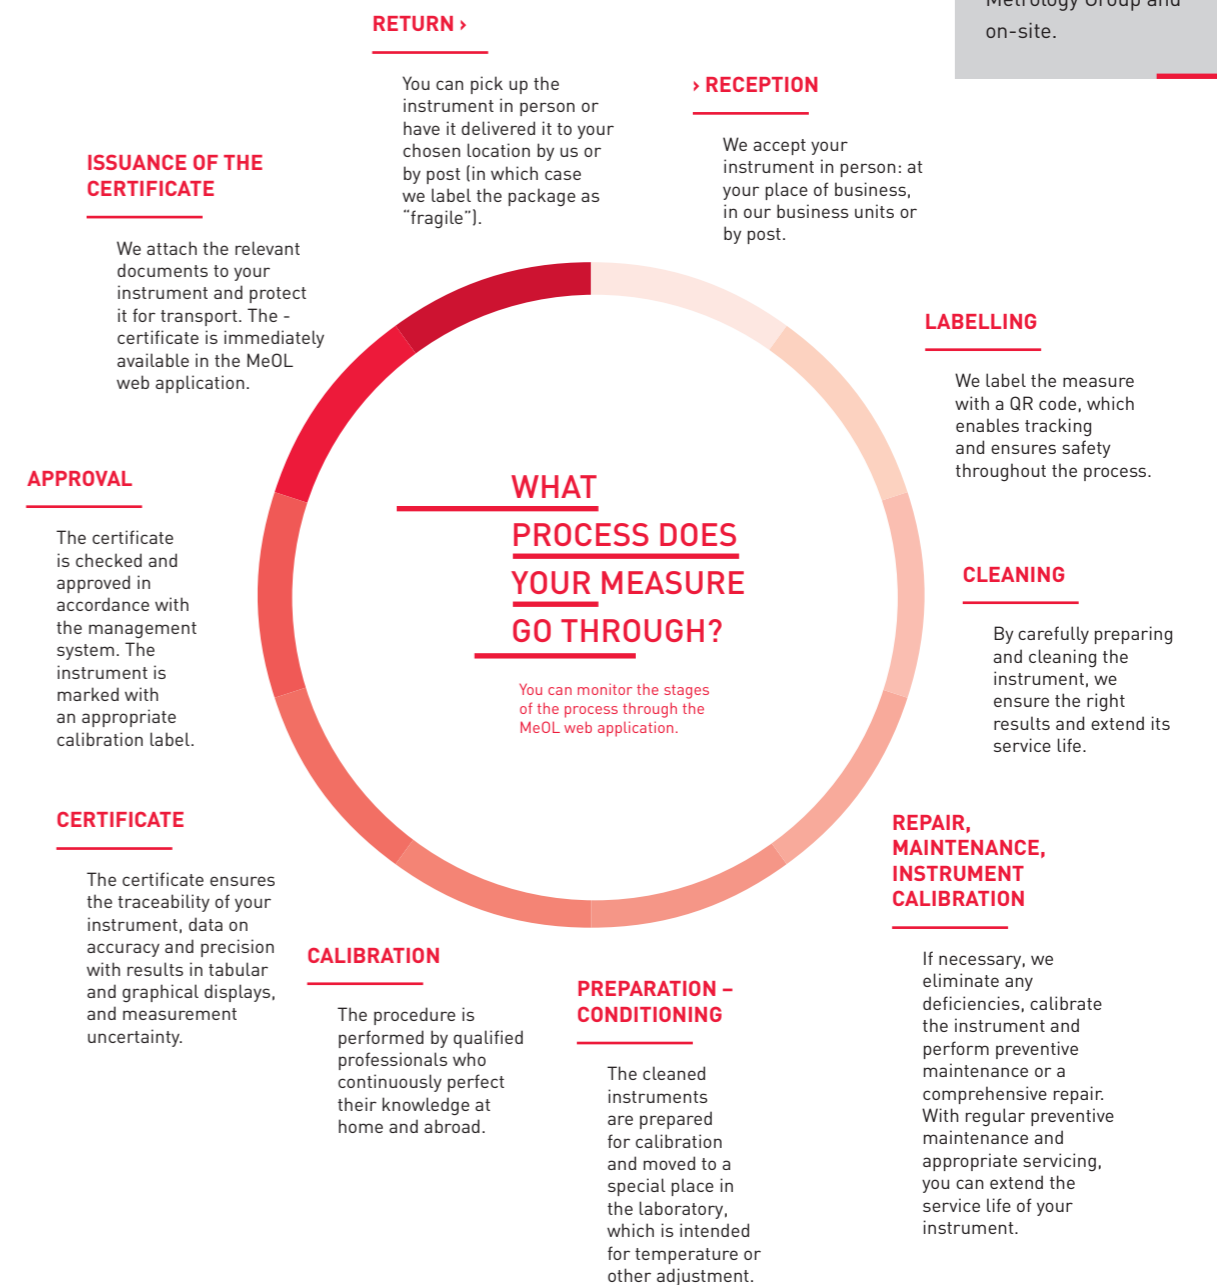 Metrology Group and
on-site.
WHAT
PROCESS DOES
YOUR MEASURE
GO THROUGH?
You can monitor the stages
of the process through the
MeOL web application.
› RECEPTION
We accept your
instrument in person: at
your place of business,
in our business units or
by post.
LABELLING
We label the measure
with a QR code, which
enables tracking
and ensures safety
throughout the process.
CLEANING
By carefully preparing
and cleaning the
instrument, we
ensure the right
results and extend its
service life.
REPAIR,
MAINTENANCE,
INSTRUMENT
CALIBRATION
If necessary, we
eliminate any
deficiencies, calibrate
the instrument and
perform preventive
maintenance or a
comprehensive repair.
With regular preventive
maintenance and
appropriate servicing,
you can extend the
service life of your
instrument.
PREPARATION –
CONDITIONING
The cleaned
instruments
are prepared
for calibration
and moved to a
special place in
the laboratory,
which is intended
for temperature or
other adjustment.
CALIBRATION
The procedure is
performed by qualified
professionals who
continuously perfect
their knowledge at
home and abroad.
CERTIFICATE
The certificate ensures
the traceability of your
instrument, data on
accuracy and precision
with results in tabular
and graphical displays,
and measurement
uncertainty.
APPROVAL
The certificate
is checked and
approved in
accordance with
the management
system. The
instrument is
marked with
an appropriate
calibration label.
ISSUANCE OF THE
CERTIFICATE
We attach the relevant
documents to your
instrument and protect
it for transport. The -
certificate is immediately
available in the MeOL
web application.
RETURN ›
You can pick up the
instrument in person or
have it delivered it to your
chosen location by us or
by post (in which case
we label the package as
“fragile”).